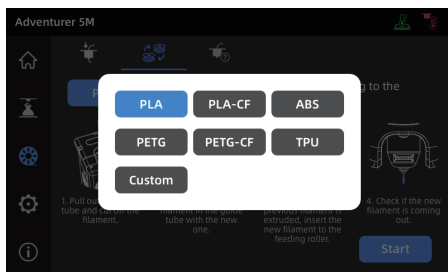 Adventurer 5M
g to the
PLA
PLA-CF
ABS
PETG
PETG-CF
TPU
Custom
1. Pull out
tube and cut off the
filament.
filament in the guide
tube with the new
one.
previous filament is
extruded, insert the
new filament to the
feeding roller.
4. Check if the new
filament is coming
out.
Start